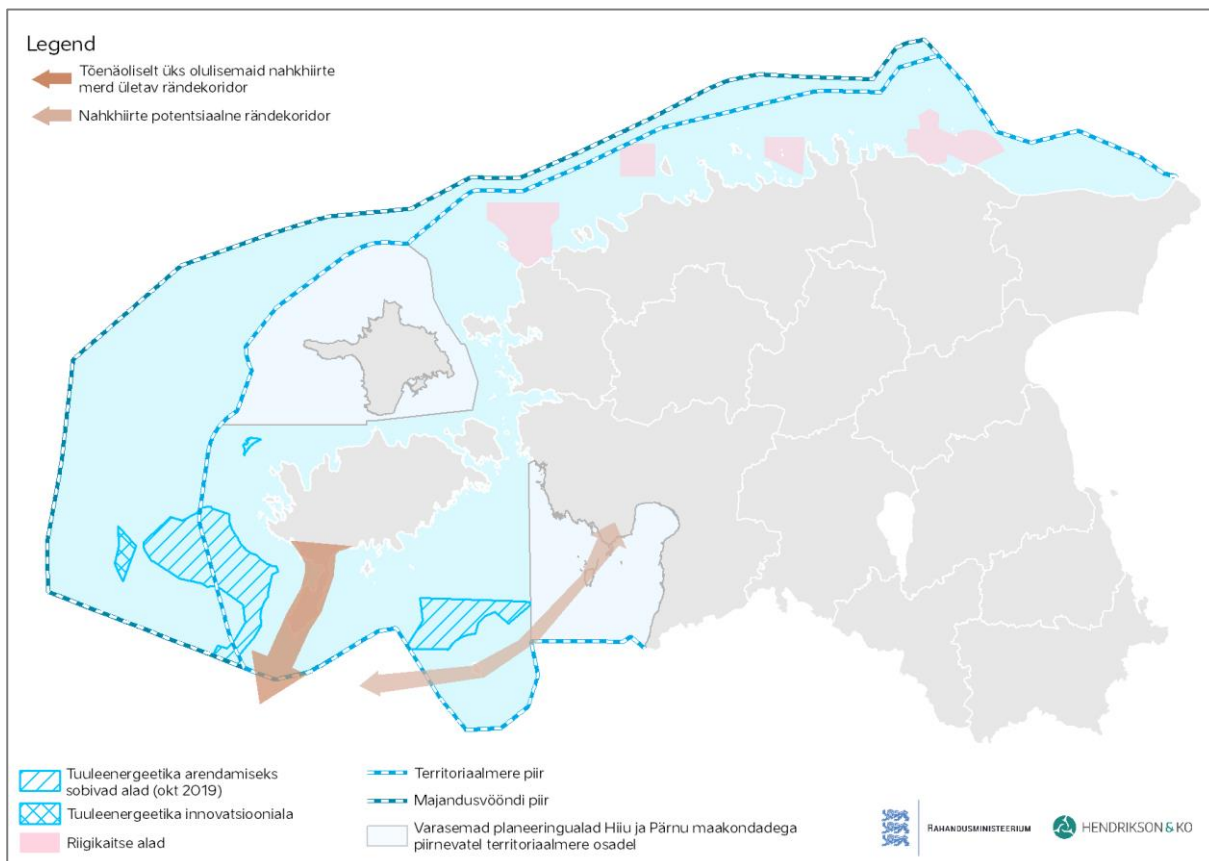 Legend
Tõenäoliselt üks olulisemaid nahkhiirte
merd ületav rändekoridor
Nahkhiirte potentsiaalne rändekoridor
Tuuleenergeetika arendamiseks
sobivad alad (okt 2019)
Tuuleenergeetika innovatsiooniala
Riigikaitse alad
Territoriaalmere piir
Majandusvööndi piir
Varasemad planeeringualad Hiiu ja Pärnu maakondadega
piirnevatel territoriaalmere osadel
RAHANDUSMINISTEERIUM
HENDRIKSON & KO